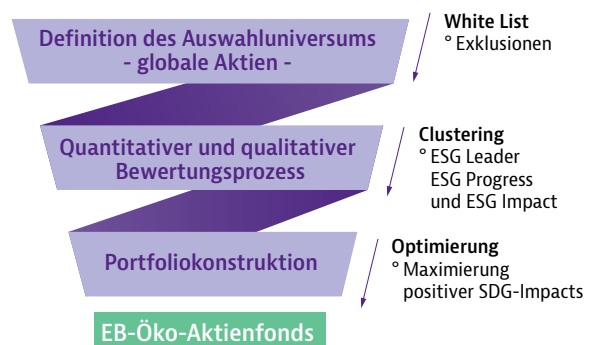 Definition des Auswahluniversums
- globale Aktien -
White List
° Exklusionen
Quantitativer und qualitativer
Bewertungsprozess
Clustering
° ESG Leader
ESG Progress
und ESG Impact
Portfoliokonstruktion
Optimierung
° Maximierung
positiver SDG-Impacts
EB-Öko-Aktienfonds